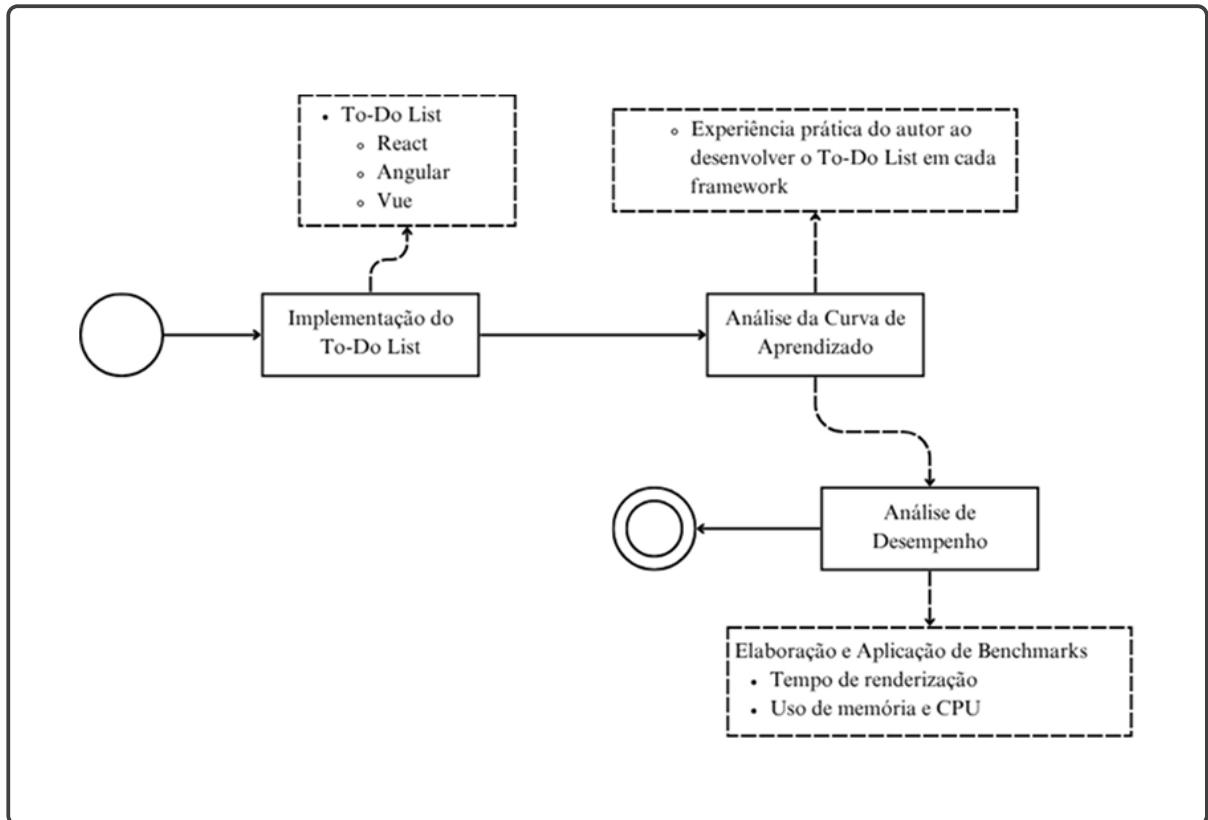 • To-Do List
◦ React
◦ Angular
◦ Vue
◦ Experiência prática do autor ao
desenvolver o To-Do List em cada
framework
Implementação do
To-Do List
Análise da Curva de
Aprendizado
Análise de
Desempenho
Elaboração e Aplicação de Benchmarks
• Tempo de renderização
• Uso de memória e CPU